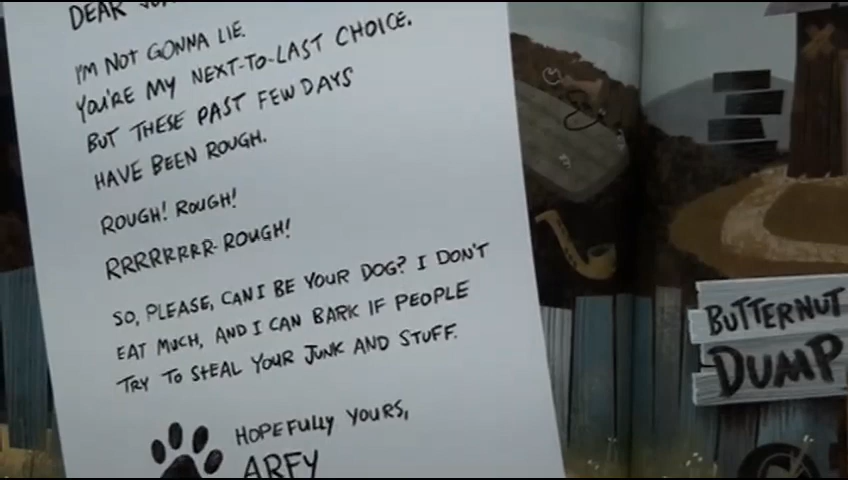 DEAR
I'M NOT GONNA LIE.
YOU'RE MY NEXT-TO-LAST CHOICE.
BUT THESE PAST FEW DAYS
HAVE BEEN ROUGH.
ROUGH! ROUGH!
RRRRRRRR-ROUGH!
SO, PLEASE, CAN I BE YOUR DOG? I DON'T
EAT MUCH, AND I CAN BARK IF PEOPLE
TRY TO STEAL YOUR JUNK AND STUFF.
HOPEFULLY YOURS,
ARFY
BUTTERNUT
DUMP